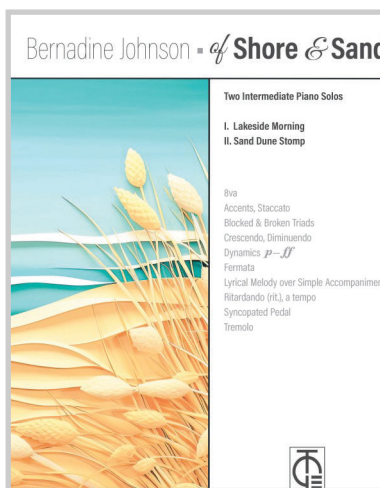 Bernadine Johnson ▪ of Shore & Sand
Two Intermediate Piano Solos
I. Lakeside Morning
II. Sand Dune Stomp
8va
Accents, Staccato
Blocked & Broken Triads
Crescendo, Diminuendo
Dynamics p–ff
Fermata
Lyrical Melody over Simple Accompanimen
Ritardando (rit.), a tempo
Syncopated Pedal
Tremolo